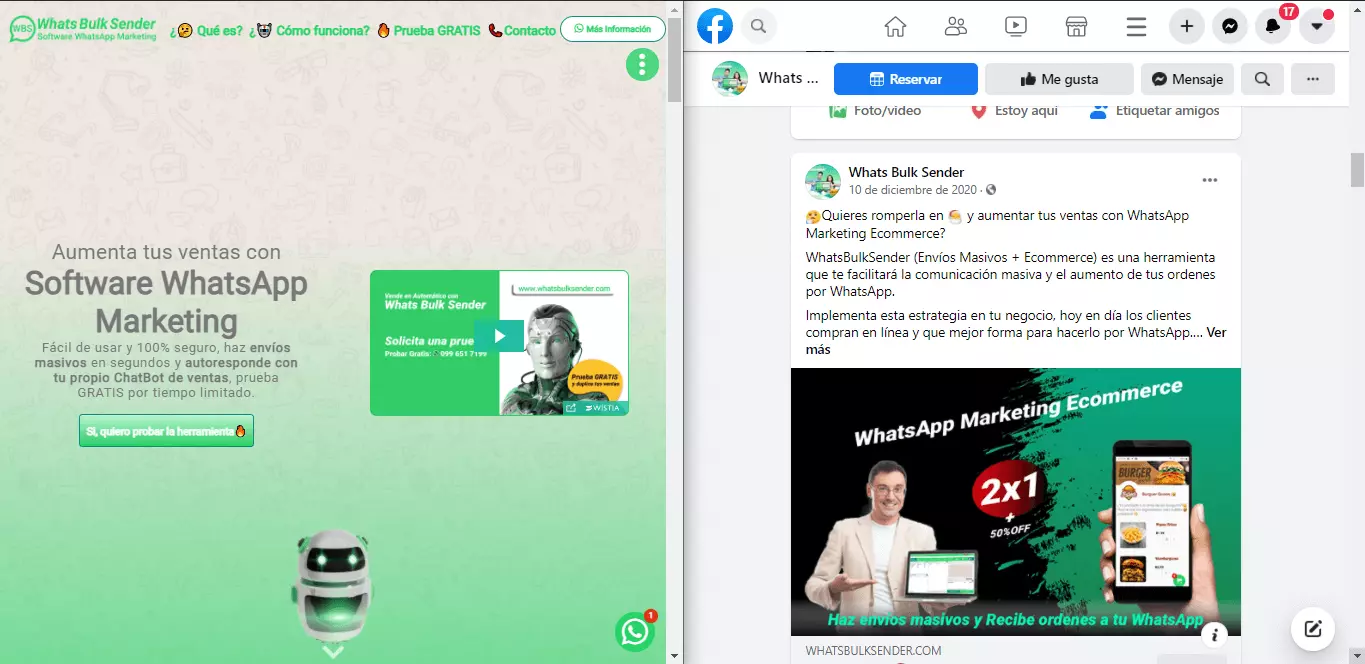 WBS
Whats Bulk Sender
Software WhatsApp Marketing
¿🤔 Qué es?
¿🤖 Cómo funciona?
🔥 Prueba GRATIS
📞Contacto
Más Información
Aumenta tus ventas con
Software WhatsApp
Marketing
Fácil de usar y 100% seguro, haz envíos
masivos en segundos y autoresponde con
tu propio ChatBot de ventas, prueba
GRATIS por tiempo limitado.
Si, quiero probar la herramienta🔥
Vende en Automático con
Whats Bulk Sender
Solicita una prue
Probar Gratis: 099 651 7199
www.whatsbulksender.com
Prueba GRATIS
y duplica tus ventas
WISTIA
1
17
Whats ...
Reservar
Me gusta
Mensaje
Foto/video
Estoy aquí
Etiquetar amigos
Whats Bulk Sender
10 de diciembre de 2020 ·
🤔Quieres romperla en y aumentar tus ventas con WhatsApp
Marketing Ecommerce?
WhatsBulkSender (Envíos Masivos + Ecommerce) es una herramienta
que te facilitará la comunicación masiva y el aumento de tus ordenes
por WhatsApp.
Implementa esta estrategia en tu negocio, hoy en día los clientes
compran en línea y que mejor forma para hacerlo por WhatsApp.... Ver
más
WhatsApp Marketing Ecommerce
2x1
+
50%OFF
BURGER
Haz envíos masivos y Recibe ordenes a tu WhatsApp
WHATSBULKSENDER.COM